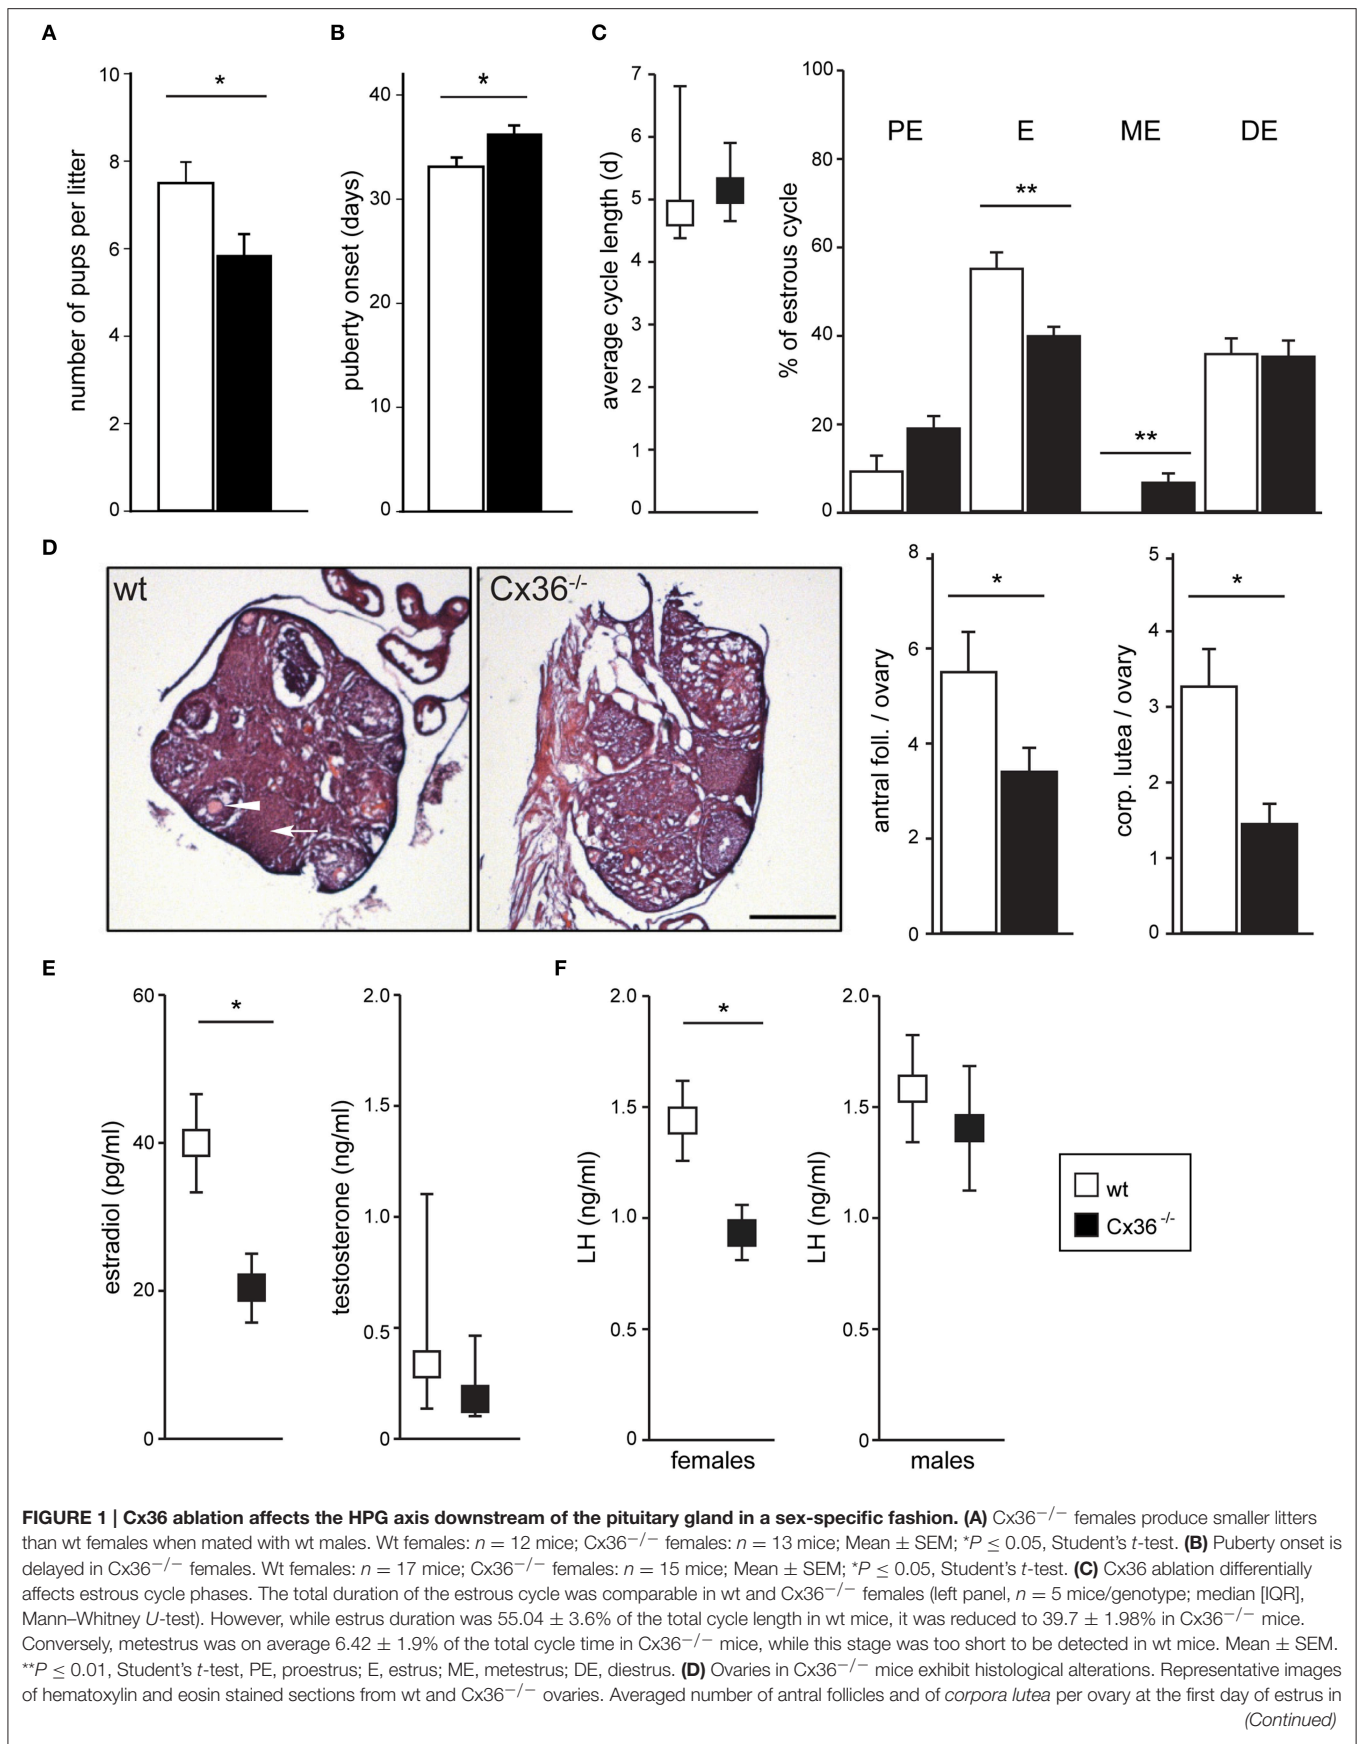 A
B
C
number of pups per litter
10
8
6
4
2
0
*
puberty onset (days)
40
30
20
10
0
*
average cycle length (d)
7
6
5
4
3
2
1
0
% of estrous cycle
100
80
60
40
20
0
PE E ME DE
**
**
D
wt
Cx36-/-
antral foll. / ovary
8
6
4
2
0
*
corp. lutea / ovary
5
4
3
2
1
0
*
E
F
estradiol (pg/ml)
60
40
20
0
*
testosterone (ng/ml)
2.0
1.5
1.0
0.5
0
LH (ng/ml)
2.0
1.5
1.0
0.5
0
*
females
LH (ng/ml)
2.0
1.5
1.0
0.5
0
males
wt
Cx36 -/-
FIGURE 1 | Cx36 ablation affects the HPG axis downstream of the pituitary gland in a sex-specific fashion. (A) Cx36−/− females produce smaller litters
than wt females when mated with wt males. Wt females: n = 12 mice; Cx36−/− females: n = 13 mice; Mean ± SEM; *P ≤ 0.05, Student's t-test. (B) Puberty onset is
delayed in Cx36−/− females. Wt females: n = 17 mice; Cx36−/− females: n = 15 mice; Mean ± SEM; *P ≤ 0.05, Student's t-test. (C) Cx36 ablation differentially
affects estrous cycle phases. The total duration of the estrous cycle was comparable in wt and Cx36−/− females (left panel, n = 5 mice/genotype; median [IQR],
Mann–Whitney U-test). However, while estrus duration was 55.04 ± 3.6% of the total cycle length in wt mice, it was reduced to 39.7 ± 1.98% in Cx36−/− mice.
Conversely, metestrus was on average 6.42 ± 1.9% of the total cycle time in Cx36−/− mice, while this stage was too short to be detected in wt mice. Mean ± SEM.
**P ≤ 0.01, Student's t-test, PE, proestrus; E, estrus; ME, metestrus; DE, diestrus. (D) Ovaries in Cx36−/− mice exhibit histological alterations. Representative images
of hematoxylin and eosin stained sections from wt and Cx36−/− ovaries. Averaged number of antral follicles and of corpora lutea per ovary at the first day of estrus in
(Continued)